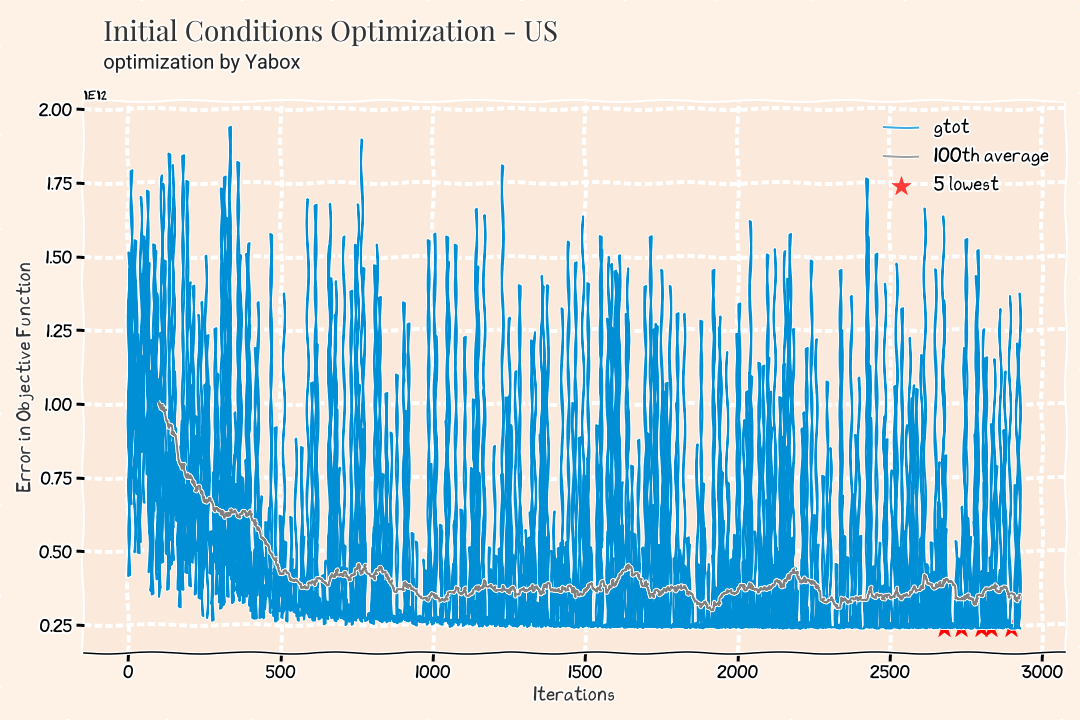 Initial Conditions Optimization - US
optimization by Yabox
1E12
2.00
1.75
1.50
1.25
1.00
0.75
0.50
0.25
Error in Objective Function
gtot
100th average
5 lowest
0
500
1000
1500
2000
2500
3000
Iterations